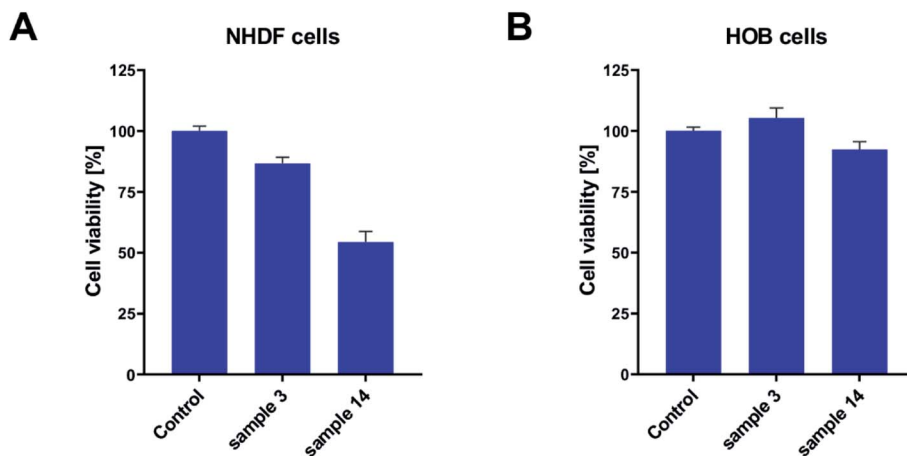 A
NHDF cells
Cell viability [%]
125
100
75
50
25
0
Control
sample 3
sample 14
B
HOB cells
Cell viability [%]
125
100
75
50
25
0
Control
sample 3
sample 14